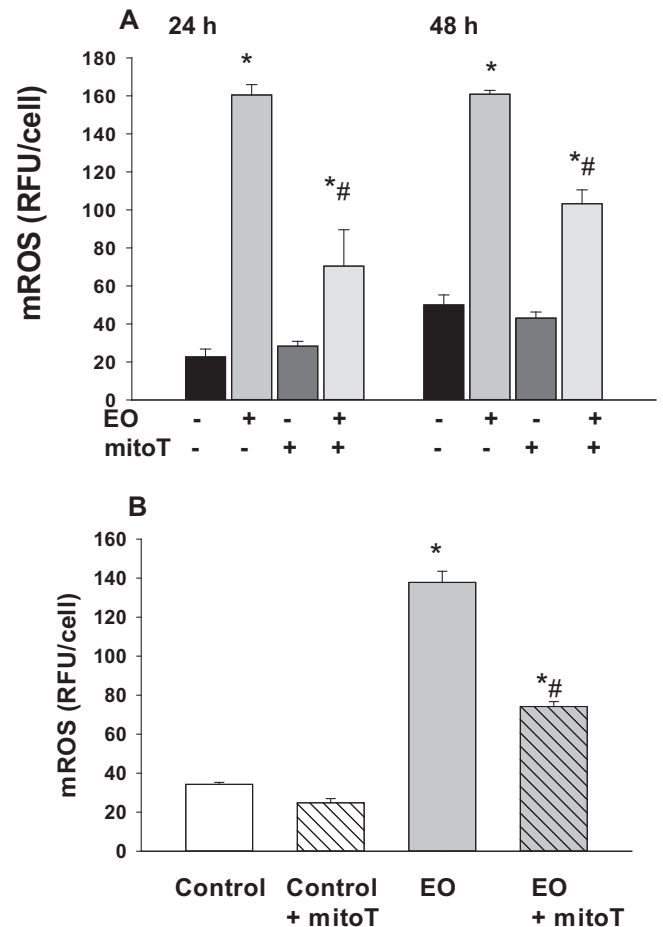 A
24 h
48 h
mROS (RFU/cell)
180
160
140
120
100
80
60
40
20
0
*
*#
*
*#
EO - + - + - + - +
mitoT - - + + - - + +
B
mROS (RFU/cell)
160
140
120
100
80
60
40
20
0
*
*#
Control
Control
+ mitoT
EO
EO
+ mitoT